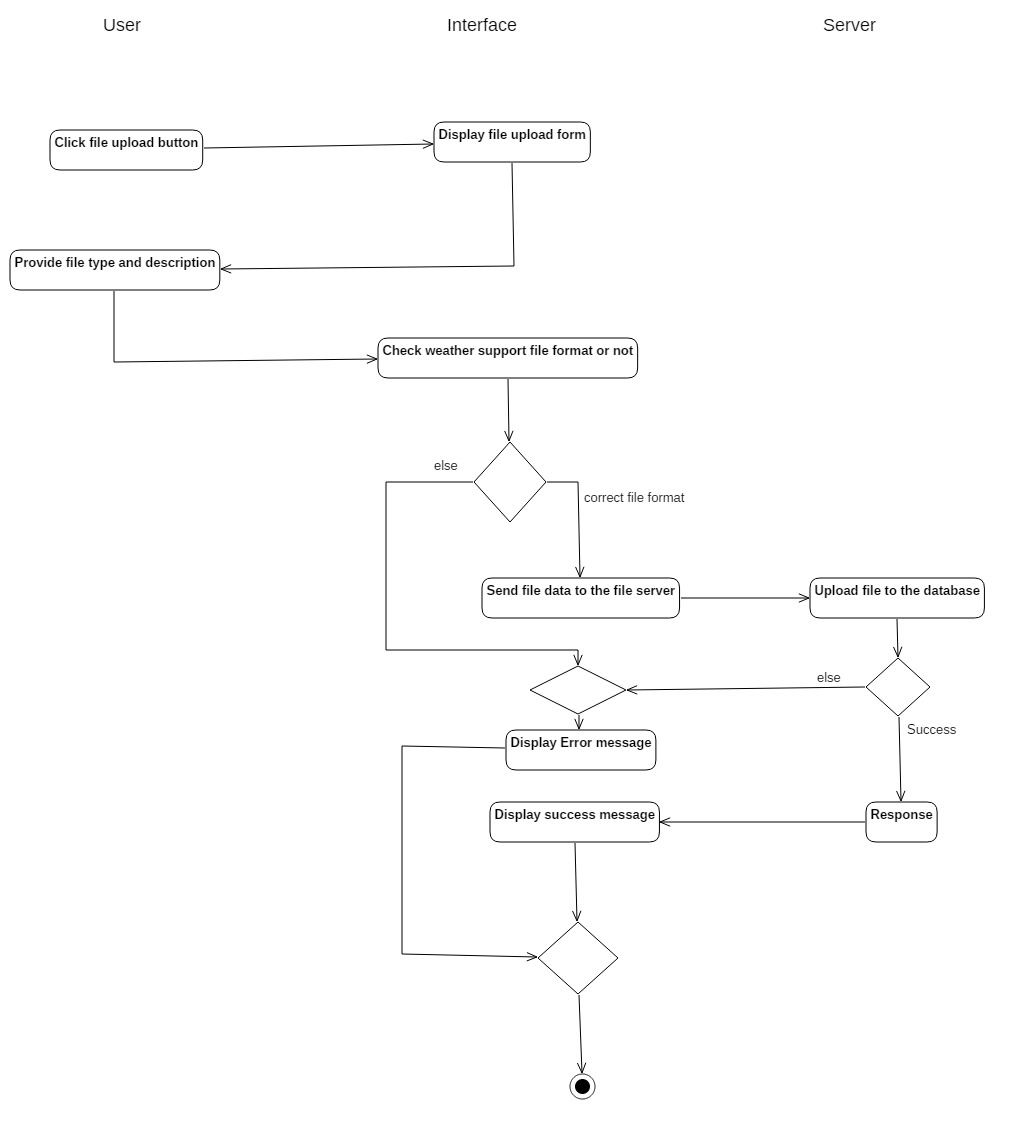 User
Interface
Server
Click file upload button
Display file upload form
Provide file type and description
Check weather support file format or not
else
correct file format
Send file data to the file server
Upload file to the database
else
Success
Display Error message
Display success message
Response